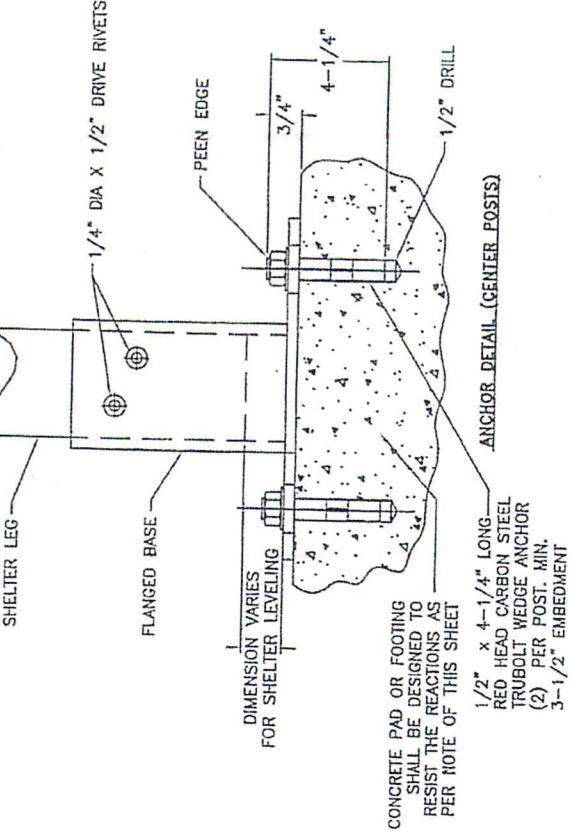 1/4" DIA X 1/2" DRIVE RIVETS
SHELTER LEG
PEEN EDGE
FLANGED BASE
3/4"
4-1/4"
DIMENSION VARIES
FOR SHELTER LEVELING
1/2" DRILL
CONCRETE PAD OR FOOTING
SHALL BE DESIGNED TO
RESIST THE REACTIONS AS
PER NOTE OF THIS SHEET
1/2" x 4-1/4" LONG
RED HEAD CARBON STEEL
TRUBOLT WEDGE ANCHOR
(2) PER POST. MIN.
3-1/2" EMBEDMENT
ANCHOR DETAIL (CENTER POSTS)